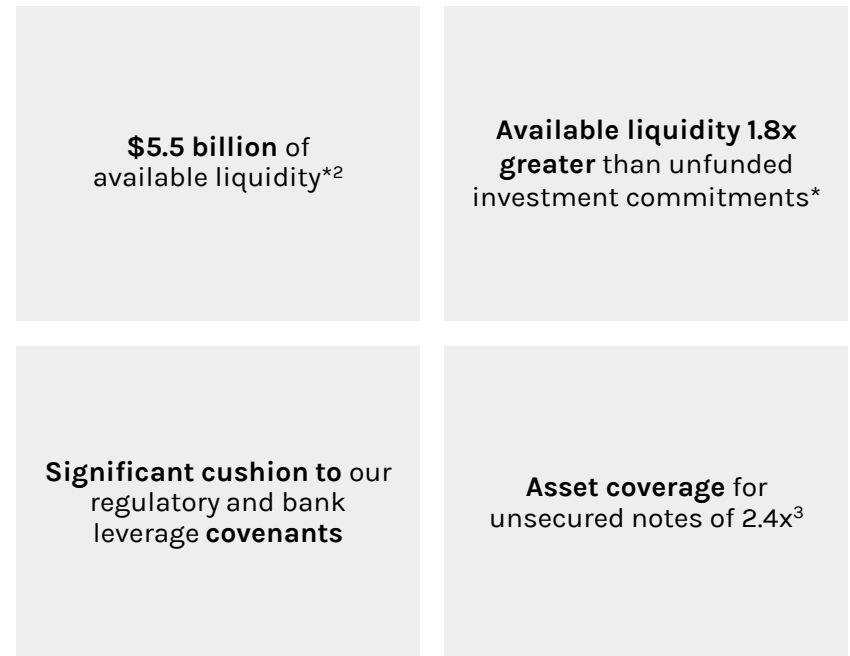 $5.5 billion of
available liquidity*²
Available liquidity 1.8x
greater than unfunded
investment commitments*
Significant cushion to our
regulatory and bank
leverage covenants
Asset coverage for
unsecured notes of 2.4x³